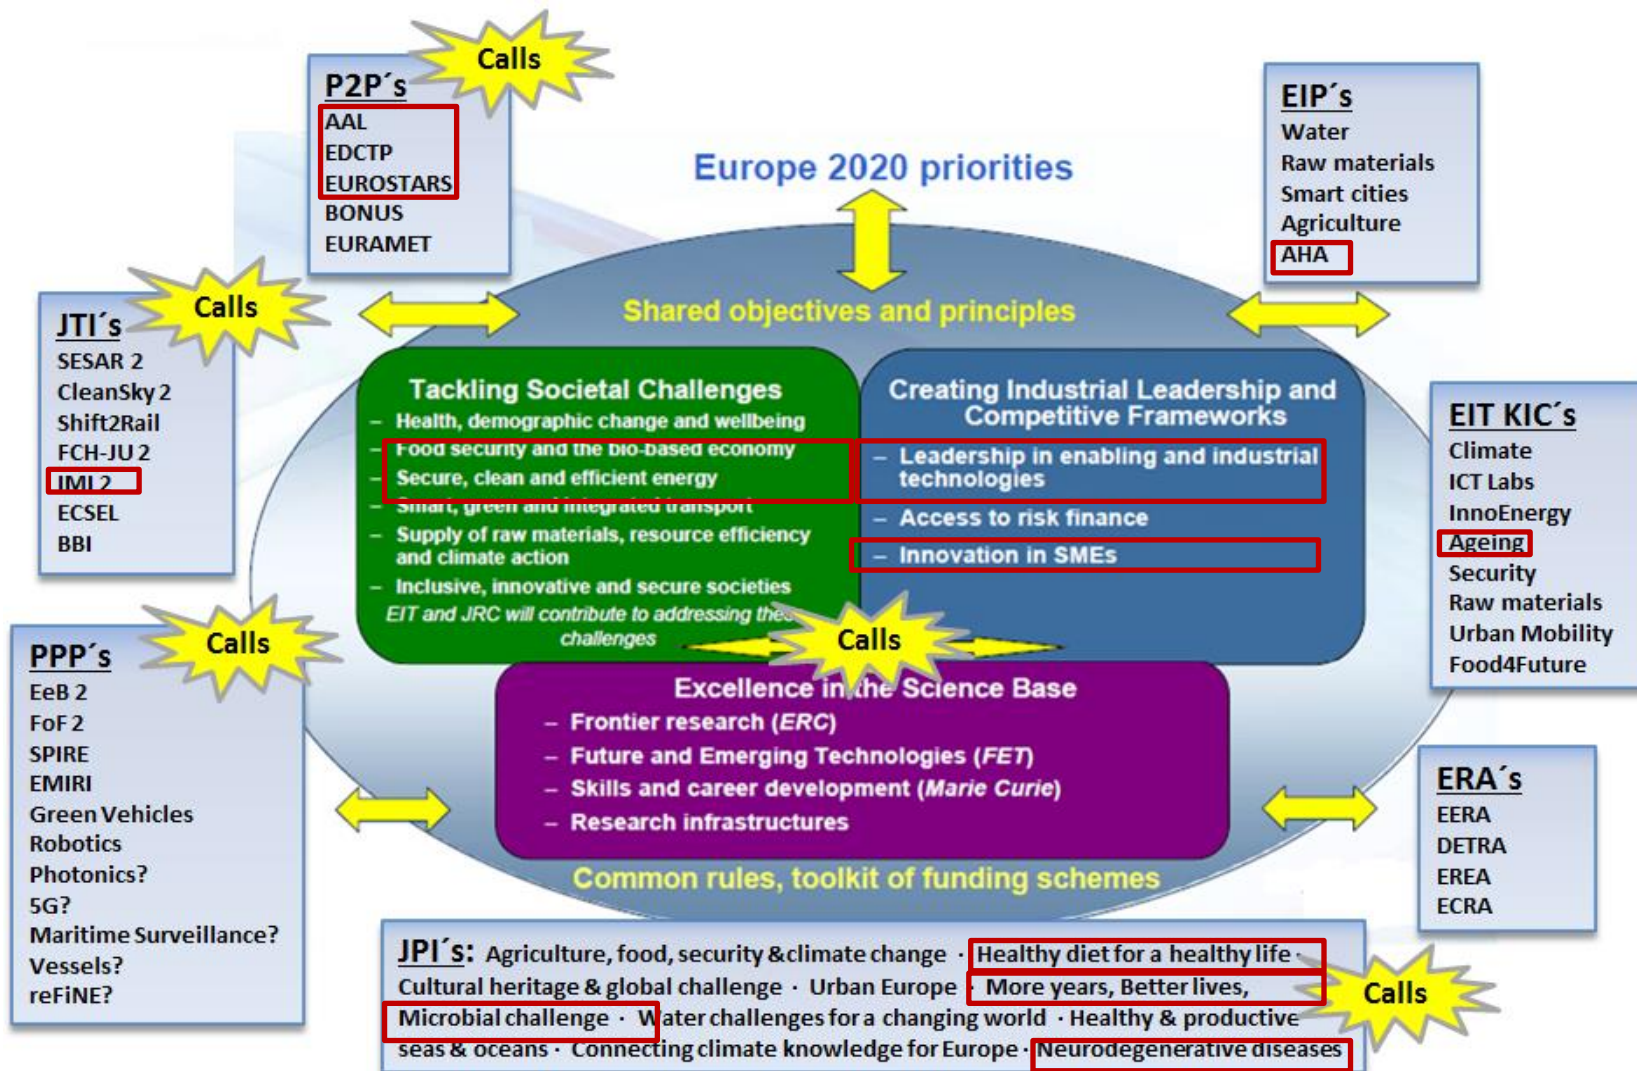 Calls
P2P´s
AAL
EDCTP
EUROSTARS
BONUS
EURAMET
EIP´s
Water
Raw materials
Smart cities
Agriculture
AHA
Europe 2020 priorities
Calls
JTI´s
SESAR 2
CleanSky 2
Shift2Rail
FCH-JU 2
IMI 2
ECSEL
BBI
Shared objectives and principles
Tackling Societal Challenges
– Health, demographic change and wellbeing
– Food security and the bio-based economy
– Secure, clean and efficient energy
– Smart, green and integrated transport
– Supply of raw materials, resource efficiency
and climate action
– Inclusive, innovative and secure societies
EIT and JRC will contribute to addressing
challenges
Creating Industrial Leadership and
Competitive Frameworks
– Leadership in enabling and industrial
technologies
– Access to risk finance
– Innovation in SMEs
EIT KIC´s
Climate
ICT Labs
InnoEnergy
Ageing
Security
Raw materials
Urban Mobility
Food4Future
Calls
PPP´s
EeB 2
FoF 2
SPIRE
EMIRI
Green Vehicles
Robotics
Photonics?
5G?
Maritime Surveillance?
Vessels?
reFiNE?
Calls
Excellence in the Science Base
– Frontier research (ERC)
– Future and Emerging Technologies (FET)
– Skills and career development (Marie Curie)
– Research infrastructures
ERA´s
EERA
DETRA
EREA
ECRA
Common rules, toolkit of funding schemes
JPI´s: Agriculture, food, security &climate change · Healthy diet for a healthy life ·
Cultural heritage & global challenge · Urban Europe · More years, Better lives,
Microbial challenge · Water challenges for a changing world · Healthy & productive
seas & oceans · Connecting climate knowledge for Europe · Neurodegenerative diseases
Calls